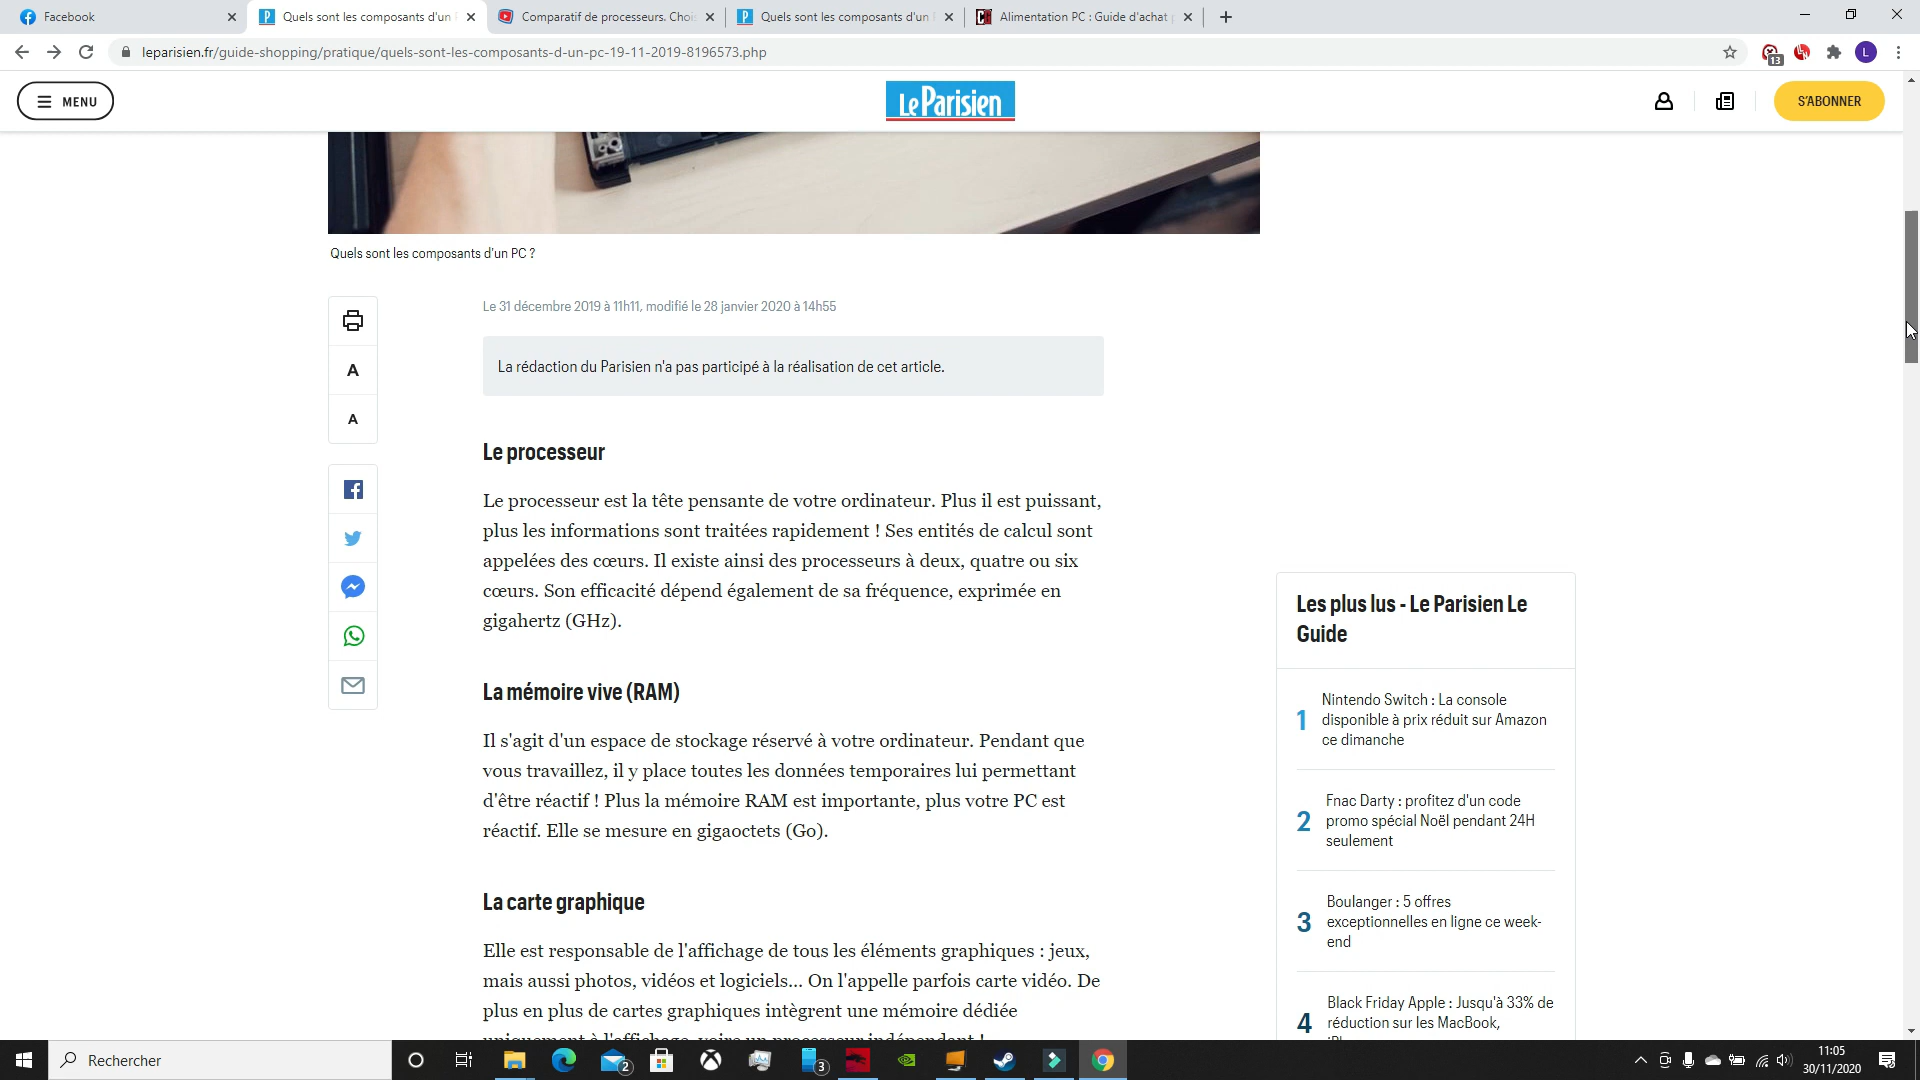 Facebook
Quels sont les composants d'un
Comparatif de processeurs. Choi
Quels sont les composants d'un
Alimentation PC : Guide d'achat
leparisien.fr/guide-shopping/pratique/quels-sont-les-composants-d-un-pc-19-11-2019-8196573.php
13
L
MENU
Le Parisien
S'ABONNER
Quels sont les composants d'un PC ?
Le 31 décembre 2019 à 11h11, modifié le 28 janvier 2020 à 14h55
La rédaction du Parisien n'a pas participé à la réalisation de cet article.
A
A
Le processeur
Le processeur est la tête pensante de votre ordinateur. Plus il est puissant,
plus les informations sont traitées rapidement ! Ses entités de calcul sont
appelées des cœurs. Il existe ainsi des processeurs à deux, quatre ou six
cœurs. Son efficacité dépend également de sa fréquence, exprimée en
gigahertz (GHz).
La mémoire vive (RAM)
Il s'agit d'un espace de stockage réservé à votre ordinateur. Pendant que
vous travaillez, il y place toutes les données temporaires lui permettant
d'être réactif ! Plus la mémoire RAM est importante, plus votre PC est
réactif. Elle se mesure en gigaoctets (Go).
La carte graphique
Elle est responsable de l'affichage de tous les éléments graphiques : jeux,
mais aussi photos, vidéos et logiciels... On l'appelle parfois carte vidéo. De
plus en plus de cartes graphiques intègrent une mémoire dédiée
uniquement à l'affichage, voire un processeur indépendant !
Les plus lus - Le Parisien Le
Guide
1
Nintendo Switch : La console
disponible à prix réduit sur Amazon
ce dimanche
2
Fnac Darty : profitez d'un code
promo spécial Noël pendant 24H
seulement
3
Boulanger : 5 offres
exceptionnelles en ligne ce week-
end
4
Black Friday Apple : Jusqu'à 33% de
réduction sur les MacBook,
Rechercher
2
3
11:05
30/11/2020